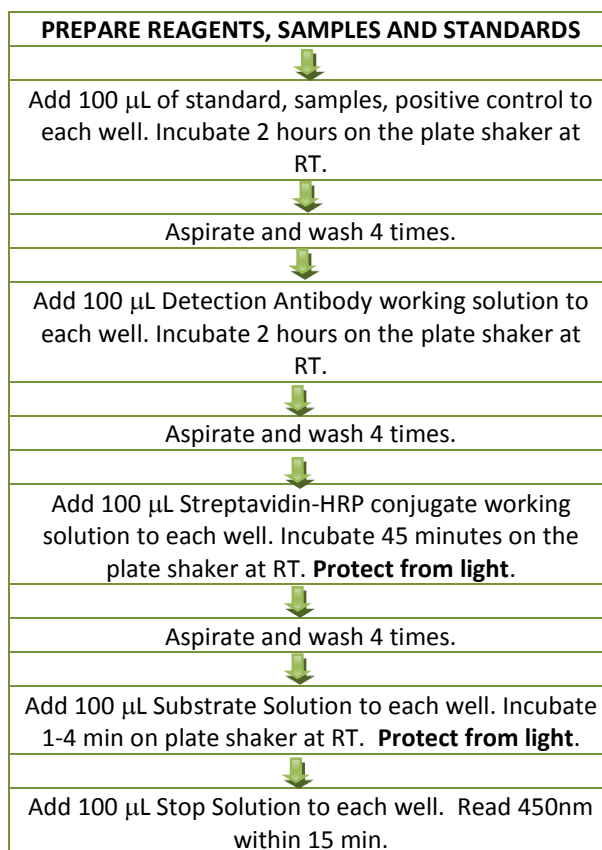 PREPARE REAGENTS, SAMPLES AND STANDARDS
Add 100 μL of standard, samples, positive control to
each well. Incubate 2 hours on the plate shaker at
RT.
Aspirate and wash 4 times.
Add 100 μL Detection Antibody working solution to
each well. Incubate 2 hours on the plate shaker at
RT.
Aspirate and wash 4 times.
Add 100 μL Streptavidin-HRP conjugate working
solution to each well. Incubate 45 minutes on the
plate shaker at RT. Protect from light.
Aspirate and wash 4 times.
Add 100 μL Substrate Solution to each well. Incubate
1-4 min on plate shaker at RT.  Protect from light.
Add 100 μL Stop Solution to each well.  Read 450nm
within 15 min.